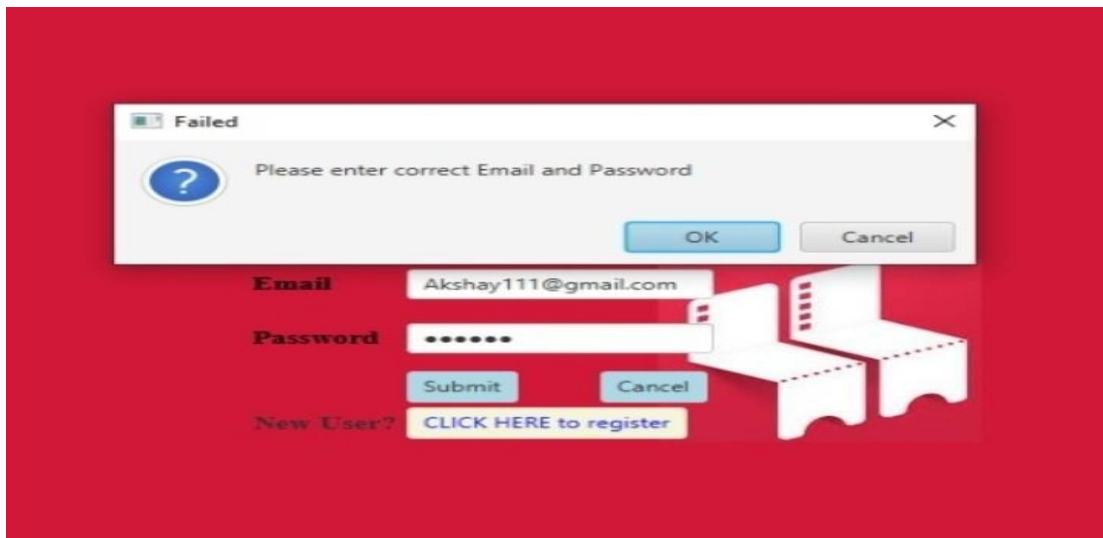 Failed
Please enter correct Email and Password
OK Cancel
Email Akshay111@gmail.com
Password ••••••
Submit Cancel
New User? CLICK HERE to register